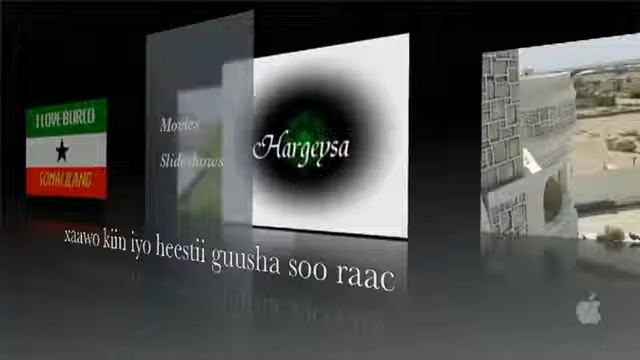 I LOVE BURCO
SOMALILAND
Movies
Slideshows
Hargeysa
xaawo kiin iyo heestii guusha soo raac